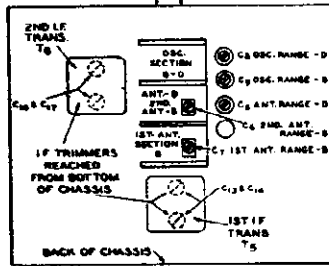 2ND I.F.
TRANS.
T6
C16 & C17
I F TRIMMERS
REACHED
FROM BOTTOM
OF CHASSIS
OSC.
SECTION
B-D
ANT-D
2ND.
ANT-B
1ST. ANT.
SECTION
B
OSC. RANGE-D
OSC. RANGE-B
ANT. RANGE-D
C6 2ND. ANT.
RANGE-B
C7 1ST ANT. RANGE-B
C13 & C14
1ST IF
TRANS
T5
BACK OF CHASSIS